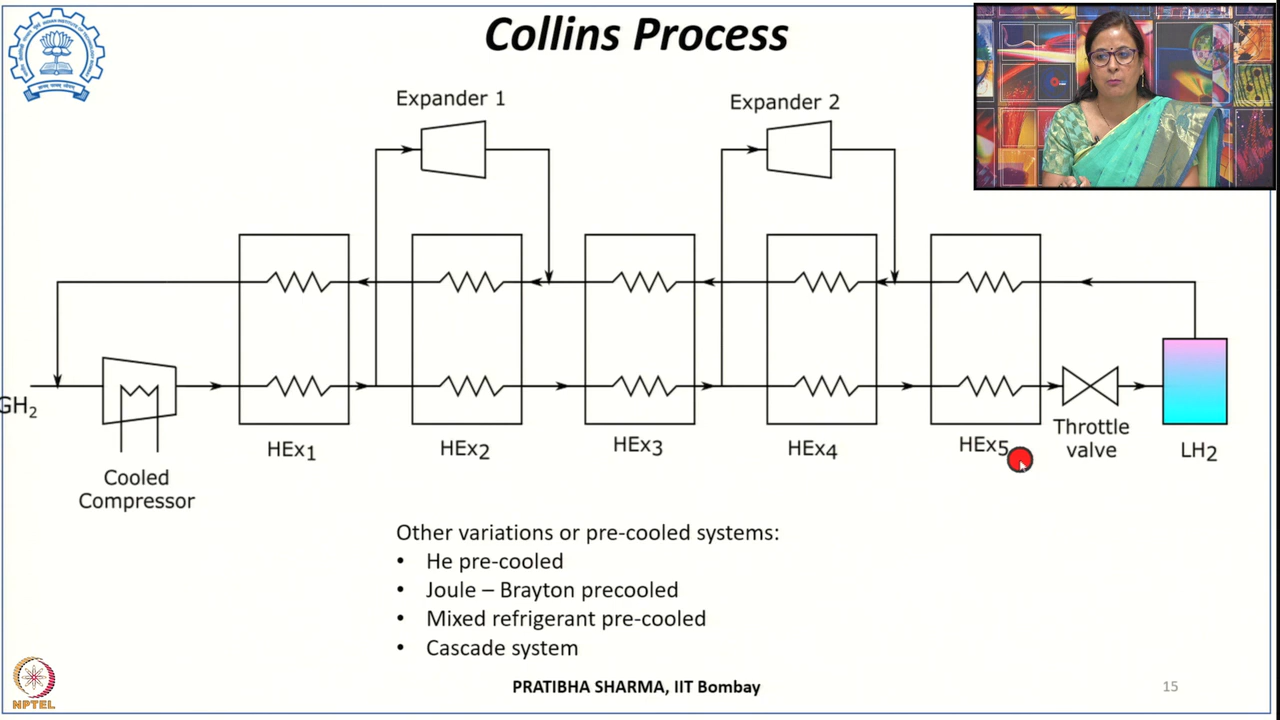 Collins Process
Expander 1
Expander 2
GH2
HEx1
HEx2
HEx3
HEx4
HEx5
Throttle
valve
LH2
Cooled
Compressor
Other variations or pre-cooled systems:
• He pre-cooled
• Joule – Brayton precooled
• Mixed refrigerant pre-cooled
• Cascade system
NPTEL
PRATIBHA SHARMA, IIT Bombay
15